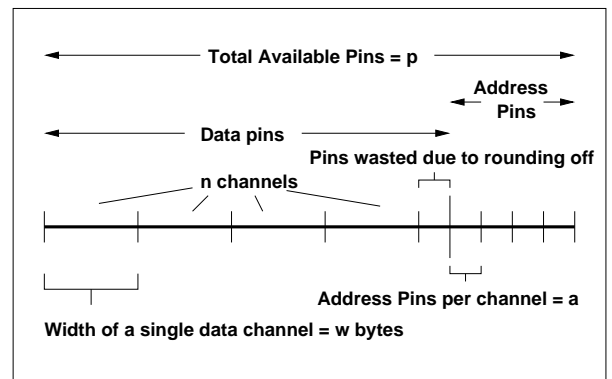 Total Available Pins = p
Address
Pins
Data pins
Pins wasted due to rounding off
n channels
Address Pins per channel = a
Width of a single data channel = w bytes